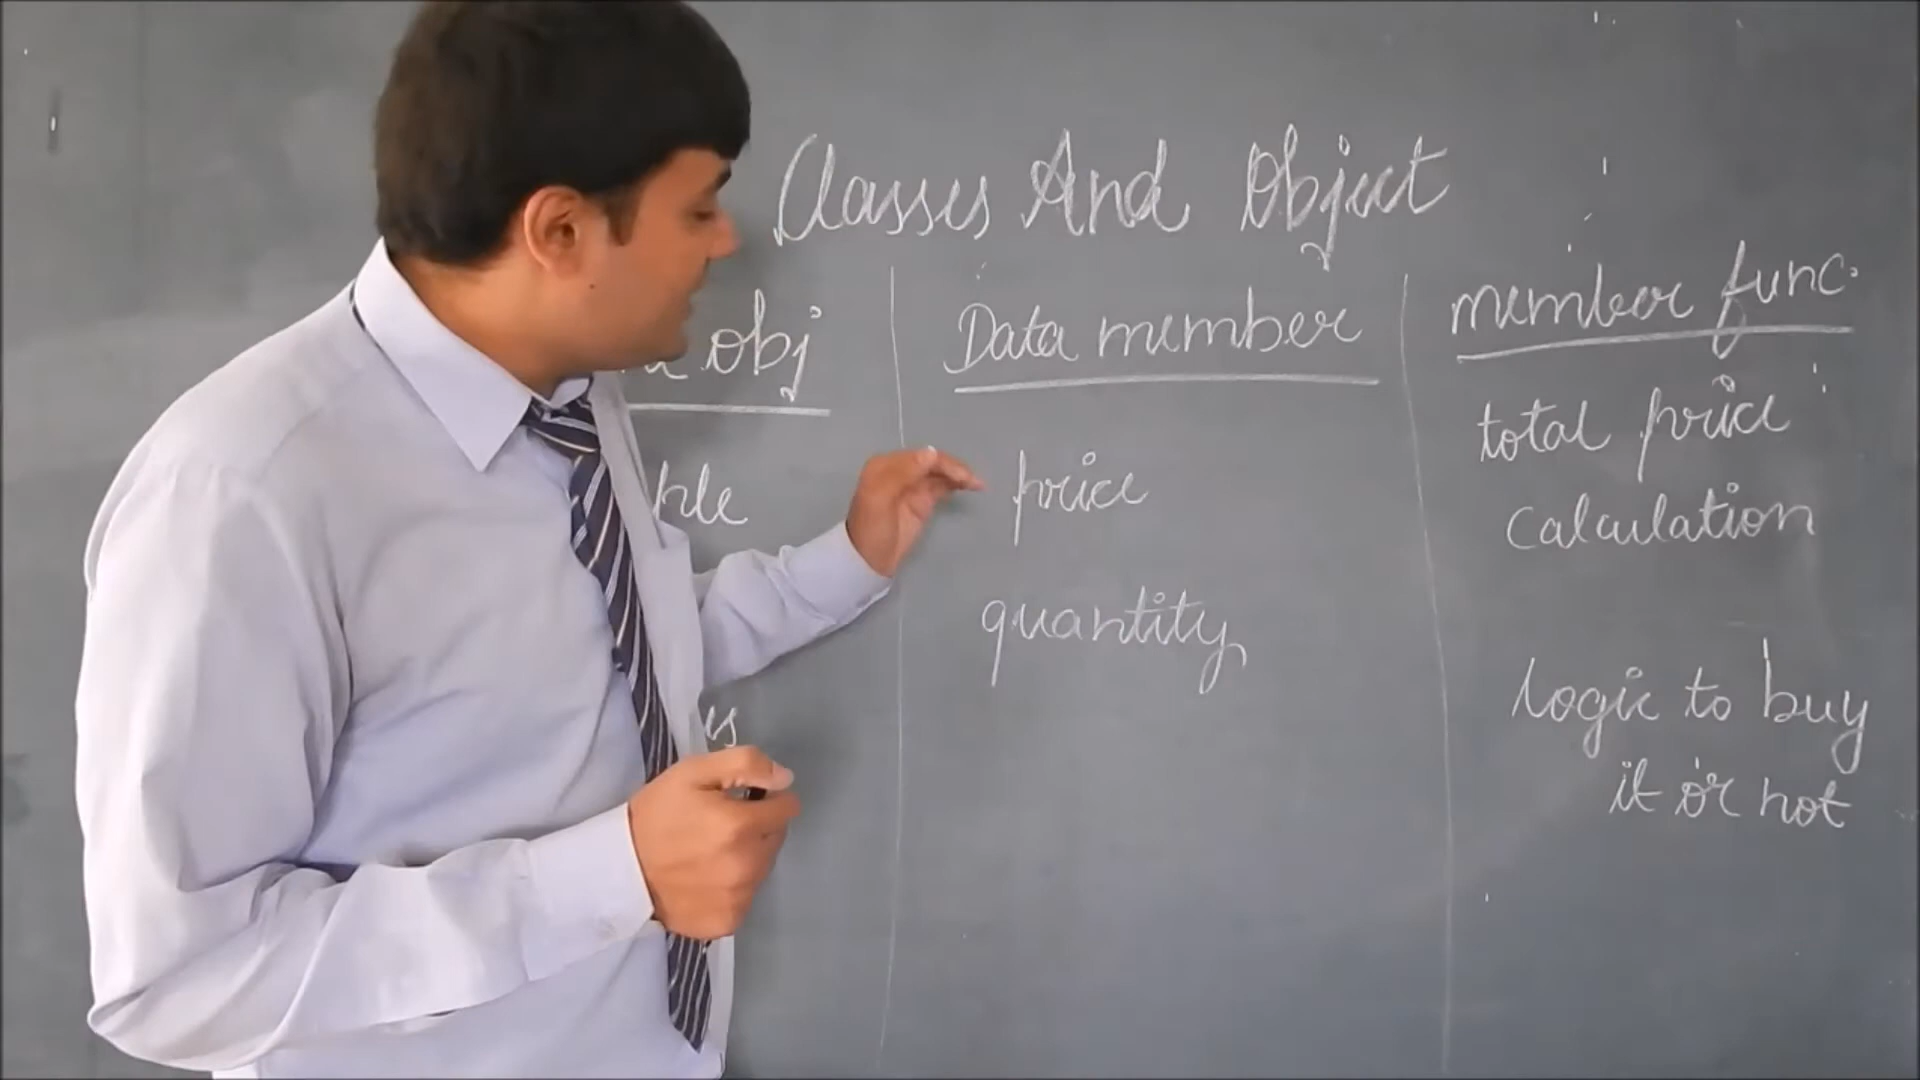 Classes And Object
obj
Data member
member func.
price
total price
calculation
quantity
logic to buy
it or not